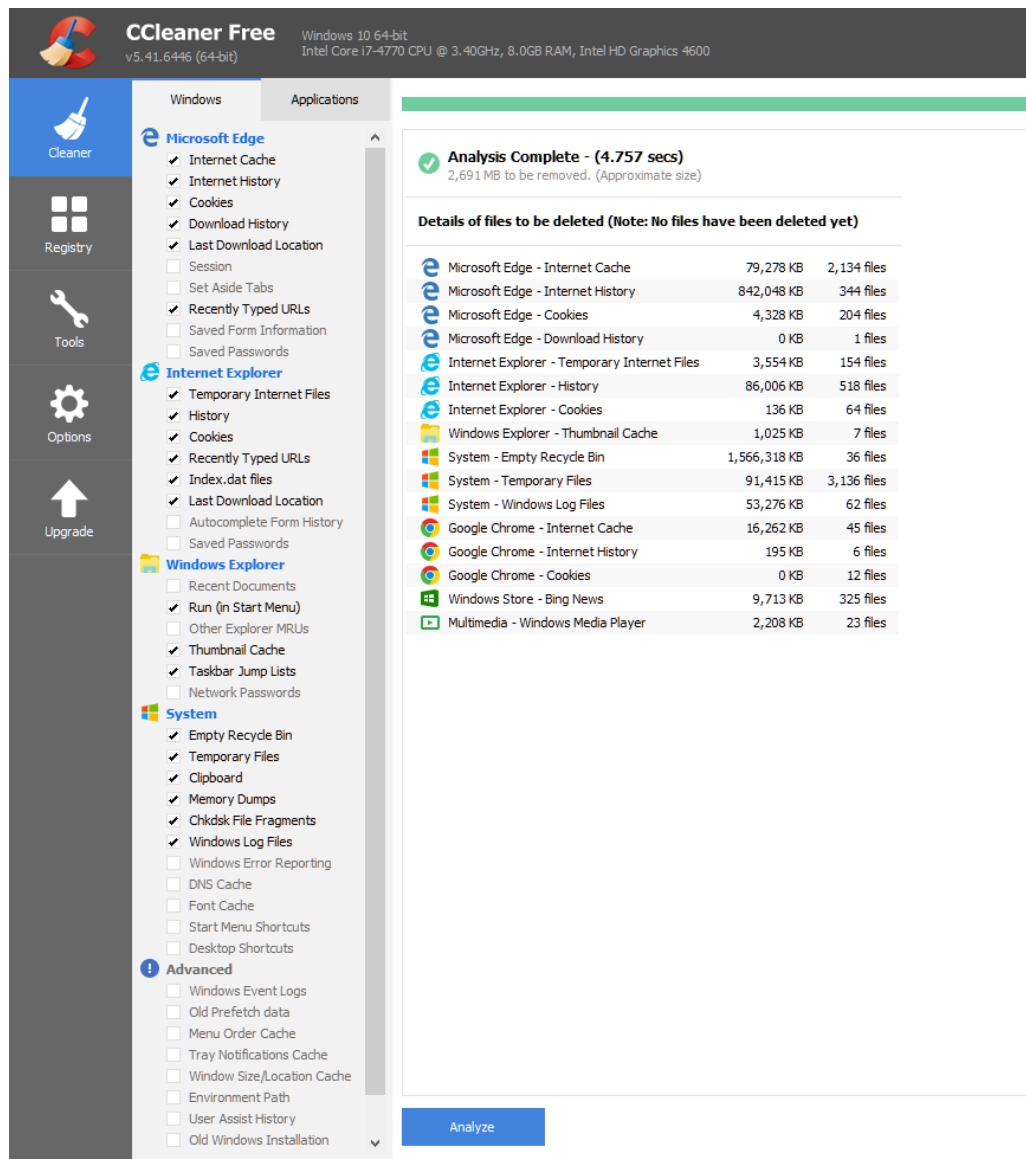 CCleaner Free
v5.41.6446 (64-bit)
Windows 10 64-bit
Intel Core i7-4770 CPU @ 3.40GHz, 8.0GB RAM, Intel HD Graphics 4600
Cleaner
Registry
Tools
Options
Upgrade
Windows Applications
Microsoft Edge
Internet Cache
Internet History
Cookies
Download History
Last Download Location
Session
Set Aside Tabs
Recently Typed URLs
Saved Form Information
Saved Passwords
Internet Explorer
Temporary Internet Files
History
Cookies
Recently Typed URLs
Index.dat files
Last Download Location
Autocomplete Form History
Saved Passwords
Windows Explorer
Recent Documents
Run (in Start Menu)
Other Explorer MRUs
Thumbnail Cache
Taskbar Jump Lists
Network Passwords
System
Empty Recycle Bin
Temporary Files
Clipboard
Memory Dumps
Chkdsk File Fragments
Windows Log Files
Windows Error Reporting
DNS Cache
Font Cache
Start Menu Shortcuts
Desktop Shortcuts
Advanced
Windows Event Logs
Old Prefetch data
Menu Order Cache
Tray Notifications Cache
Window Size/Location Cache
Environment Path
User Assist History
Old Windows Installation
Analysis Complete - (4.757 secs)
2,691 MB to be removed. (Approximate size)
Details of files to be deleted (Note: No files have been deleted yet)
Microsoft Edge - Internet Cache 79,278 KB 2,134 files
Microsoft Edge - Internet History 842,048 KB 344 files
Microsoft Edge - Cookies 4,328 KB 204 files
Microsoft Edge - Download History 0 KB 1 files
Internet Explorer - Temporary Internet Files 3,554 KB 154 files
Internet Explorer - History 86,006 KB 518 files
Internet Explorer - Cookies 136 KB 64 files
Windows Explorer - Thumbnail Cache 1,025 KB 7 files
System - Empty Recycle Bin 1,566,318 KB 36 files
System - Temporary Files 91,415 KB 3,136 files
System - Windows Log Files 53,276 KB 62 files
Google Chrome - Internet Cache 16,262 KB 45 files
Google Chrome - Internet History 195 KB 6 files
Google Chrome - Cookies 0 KB 12 files
Windows Store - Bing News 9,713 KB 325 files
Multimedia - Windows Media Player 2,208 KB 23 files
Analyze